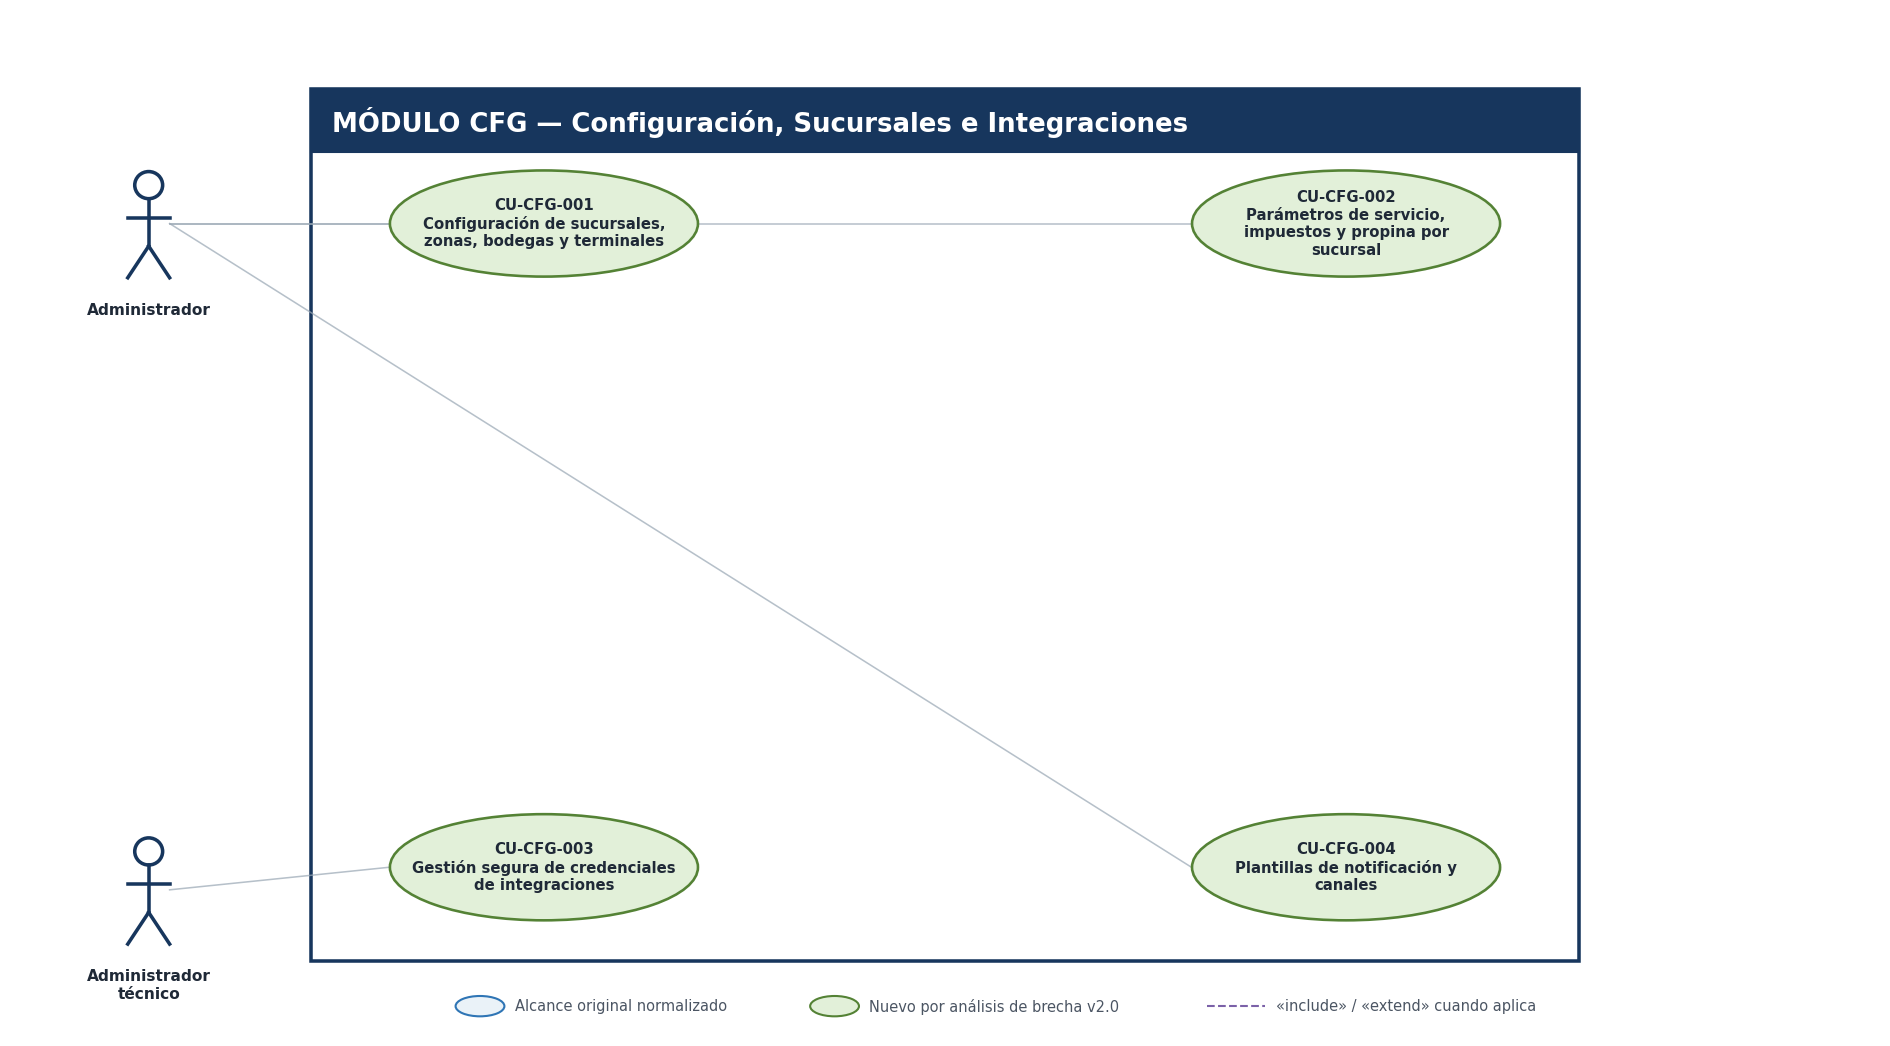 MÓDULO CFG — Configuración, Sucursales e Integraciones
Administrador
CU-CFG-001
Configuración de sucursales,
zonas, bodegas y terminales
CU-CFG-002
Parámetros de servicio,
impuestos y propina por
sucursal
Administrador
técnico
CU-CFG-003
Gestión segura de credenciales
de integraciones
CU-CFG-004
Plantillas de notificación y
canales
Alcance original normalizado
Nuevo por análisis de brecha v2.0
«include» / «extend» cuando aplica